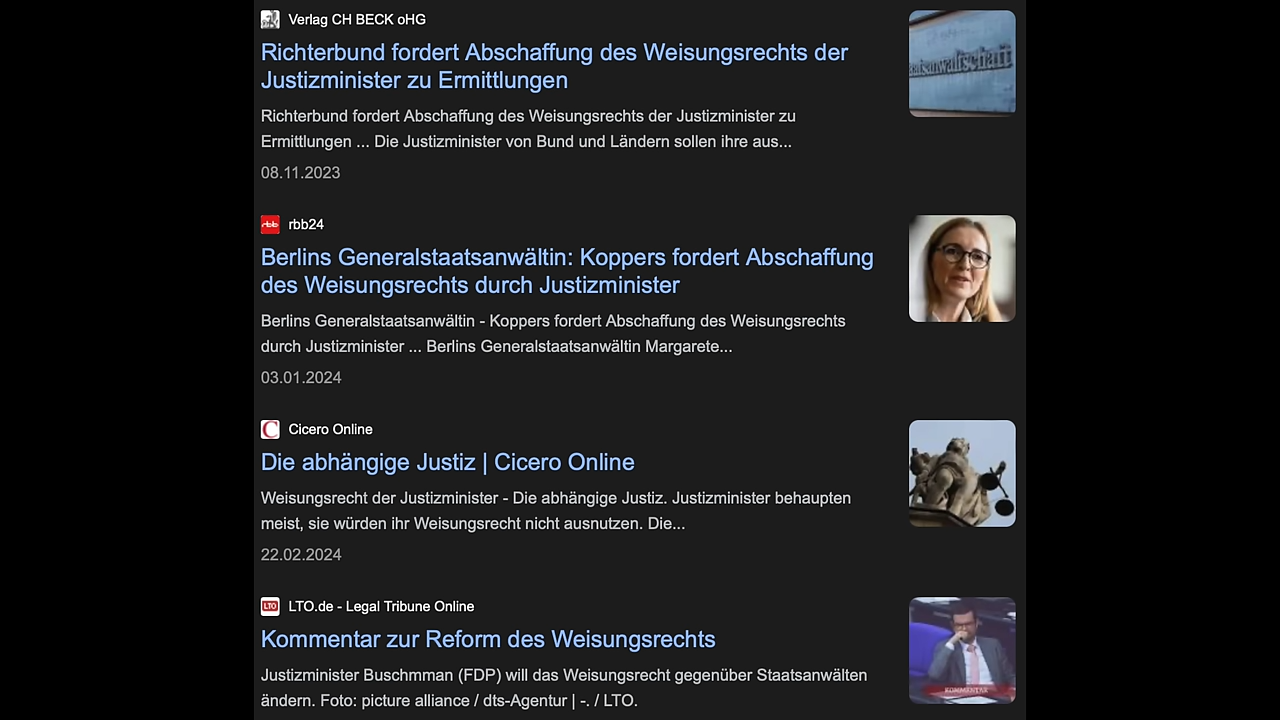 Verlag CH BECK oHG
Richterbund fordert Abschaffung des Weisungsrechts der
Justizminister zu Ermittlungen
Richterbund fordert Abschaffung des Weisungsrechts der Justizminister zu
Ermittlungen ... Die Justizminister von Bund und Ländern sollen ihre aus...
08.11.2023
aatsanwaltschaft
rbb
rbb24
Berlins Generalstaatsanwältin: Koppers fordert Abschaffung
des Weisungsrechts durch Justizminister
Berlins Generalstaatsanwältin - Koppers fordert Abschaffung des Weisungsrechts
durch Justizminister ... Berlins Generalstaatsanwältin Margarete...
03.01.2024
C
Cicero Online
Die abhängige Justiz | Cicero Online
Weisungsrecht der Justizminister - Die abhängige Justiz. Justizminister behaupten
meist, sie würden ihr Weisungsrecht nicht ausnutzen. Die...
22.02.2024
LTO
LTO.de - Legal Tribune Online
Kommentar zur Reform des Weisungsrechts
Justizminister Buschmman (FDP) will das Weisungsrecht gegenüber Staatsanwälten
ändern. Foto: picture alliance / dts-Agentur | -. / LTO.
KOMMENTAR